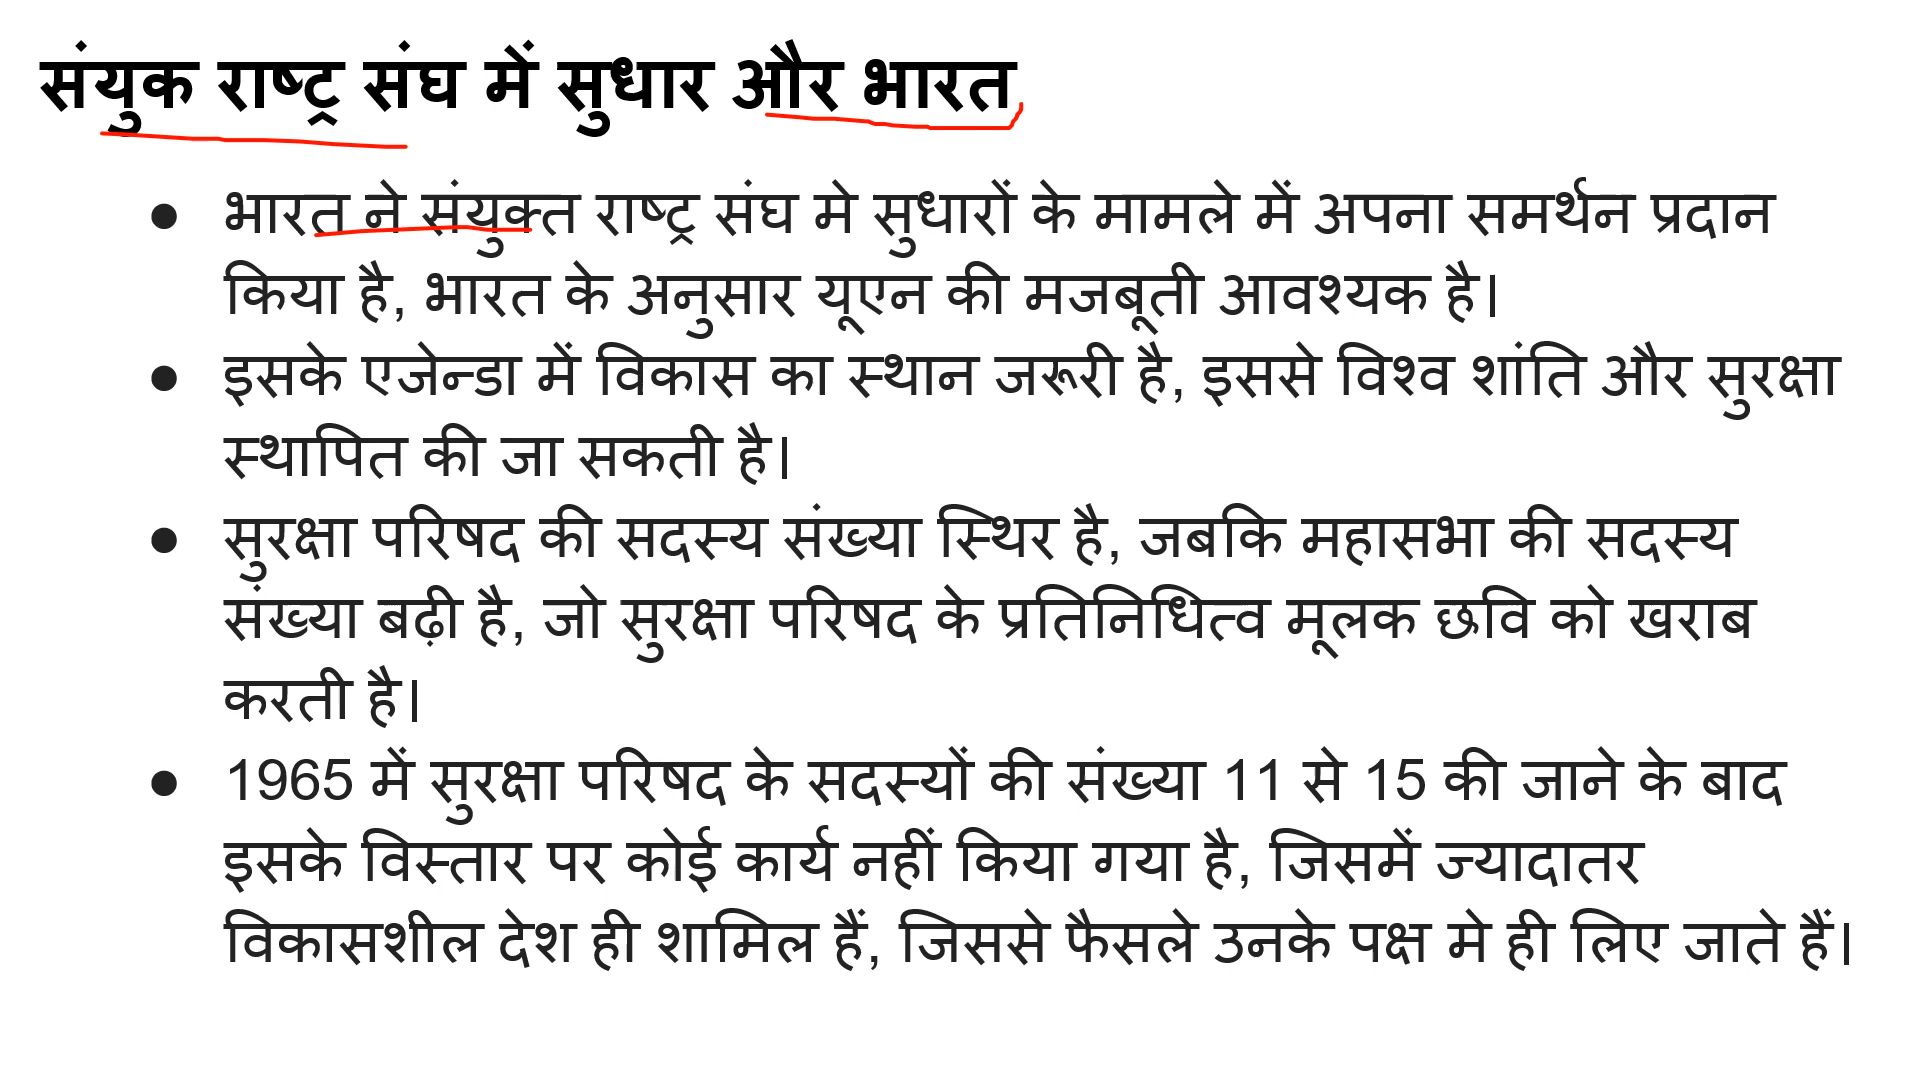 संयुक राष्ट्र संघ में सुधार और भारत
● भारत ने संयुक्त राष्ट्र संघ मे सुधारों के मामले में अपना समर्थन प्रदान
किया है, भारत के अनुसार यूएन की मजबूती आवश्यक है।
● इसके एजेन्डा में विकास का स्थान जरूरी है, इससे विश्व शांति और सुरक्षा
स्थापित की जा सकती है।
● सुरक्षा परिषद की सदस्य संख्या स्थिर है, जबकि महासभा की सदस्य
संख्या बढ़ी है, जो सुरक्षा परिषद के प्रतिनिधित्व मूलक छवि को खराब
करती है।
● 1965 में सुरक्षा परिषद के सदस्यों की संख्या 11 से 15 की जाने के बाद
इसके विस्तार पर कोई कार्य नहीं किया गया है, जिसमें ज्यादातर
विकासशील देश ही शामिल हैं, जिससे फैसले उनके पक्ष मे ही लिए जाते हैं।